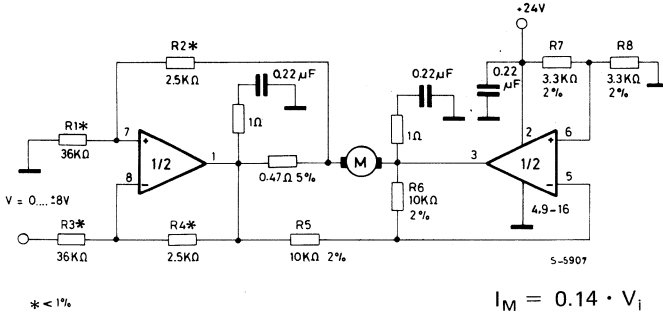 +24V
R2*
2.5KΩ
0.22 µF
1Ω
0.22µF
1Ω
0.22 µF
R7
3.3KΩ
2%
R8
3.3KΩ
2%
R1*
36KΩ
7
+
1/2
8
−
1
0.47Ω 5%
M
3
2
1/2
+
6
−
5
4,9-16
V = 0....±8V
R3*
36KΩ
R4*
2.5KΩ
R5
10KΩ 2%
R6
10KΩ
2%
S-5907
* < 1%
I_M = 0.14 · V_i